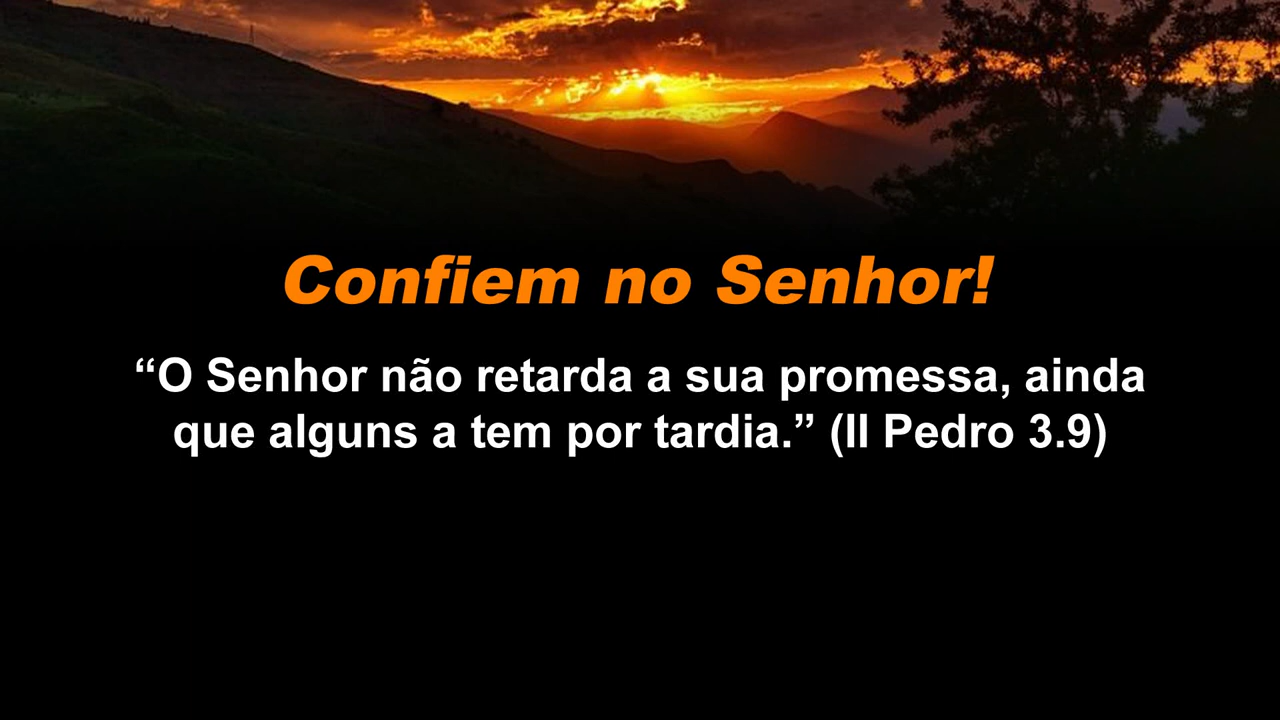 Confiem no Senhor!
“O Senhor não retarda a sua promessa, ainda
que alguns a tem por tardia.” (II Pedro 3.9)